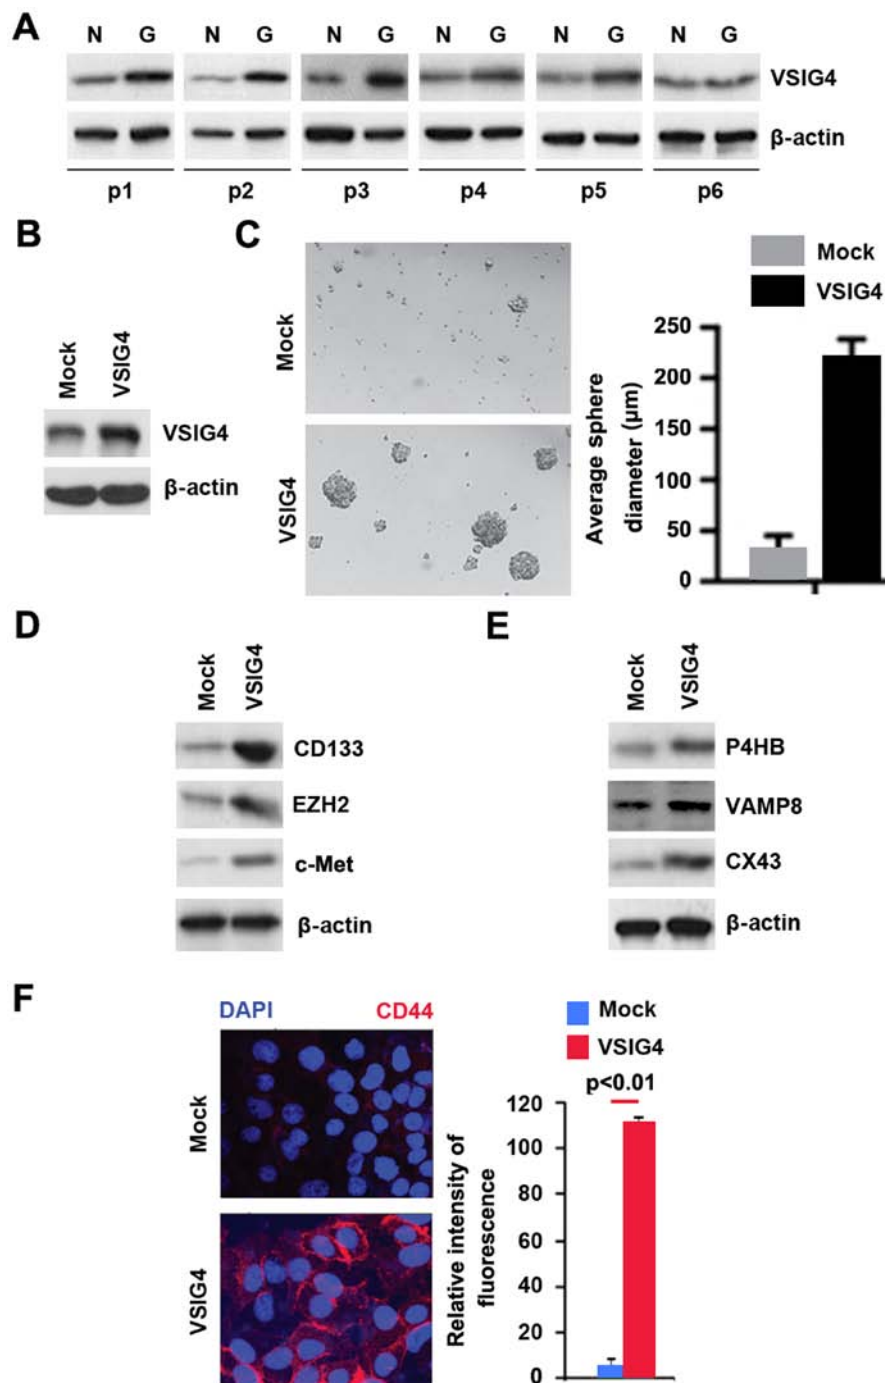 A
N G N G N G N G N G N G
VSIG4
β-actin
p1 p2 p3 p4 p5 p6
B
Mock VSIG4
VSIG4
β-actin
C
Mock
VSIG4
Mock
VSIG4
Average sphere
diameter (μm)
250
200
150
100
50
0
D
Mock VSIG4
CD133
EZH2
c-Met
β-actin
E
Mock VSIG4
P4HB
VAMP8
CX43
β-actin
F
DAPI CD44
Mock
VSIG4
Mock
VSIG4
p<0.01
Relative intensity of
fluorescence
120
100
80
60
40
20
0